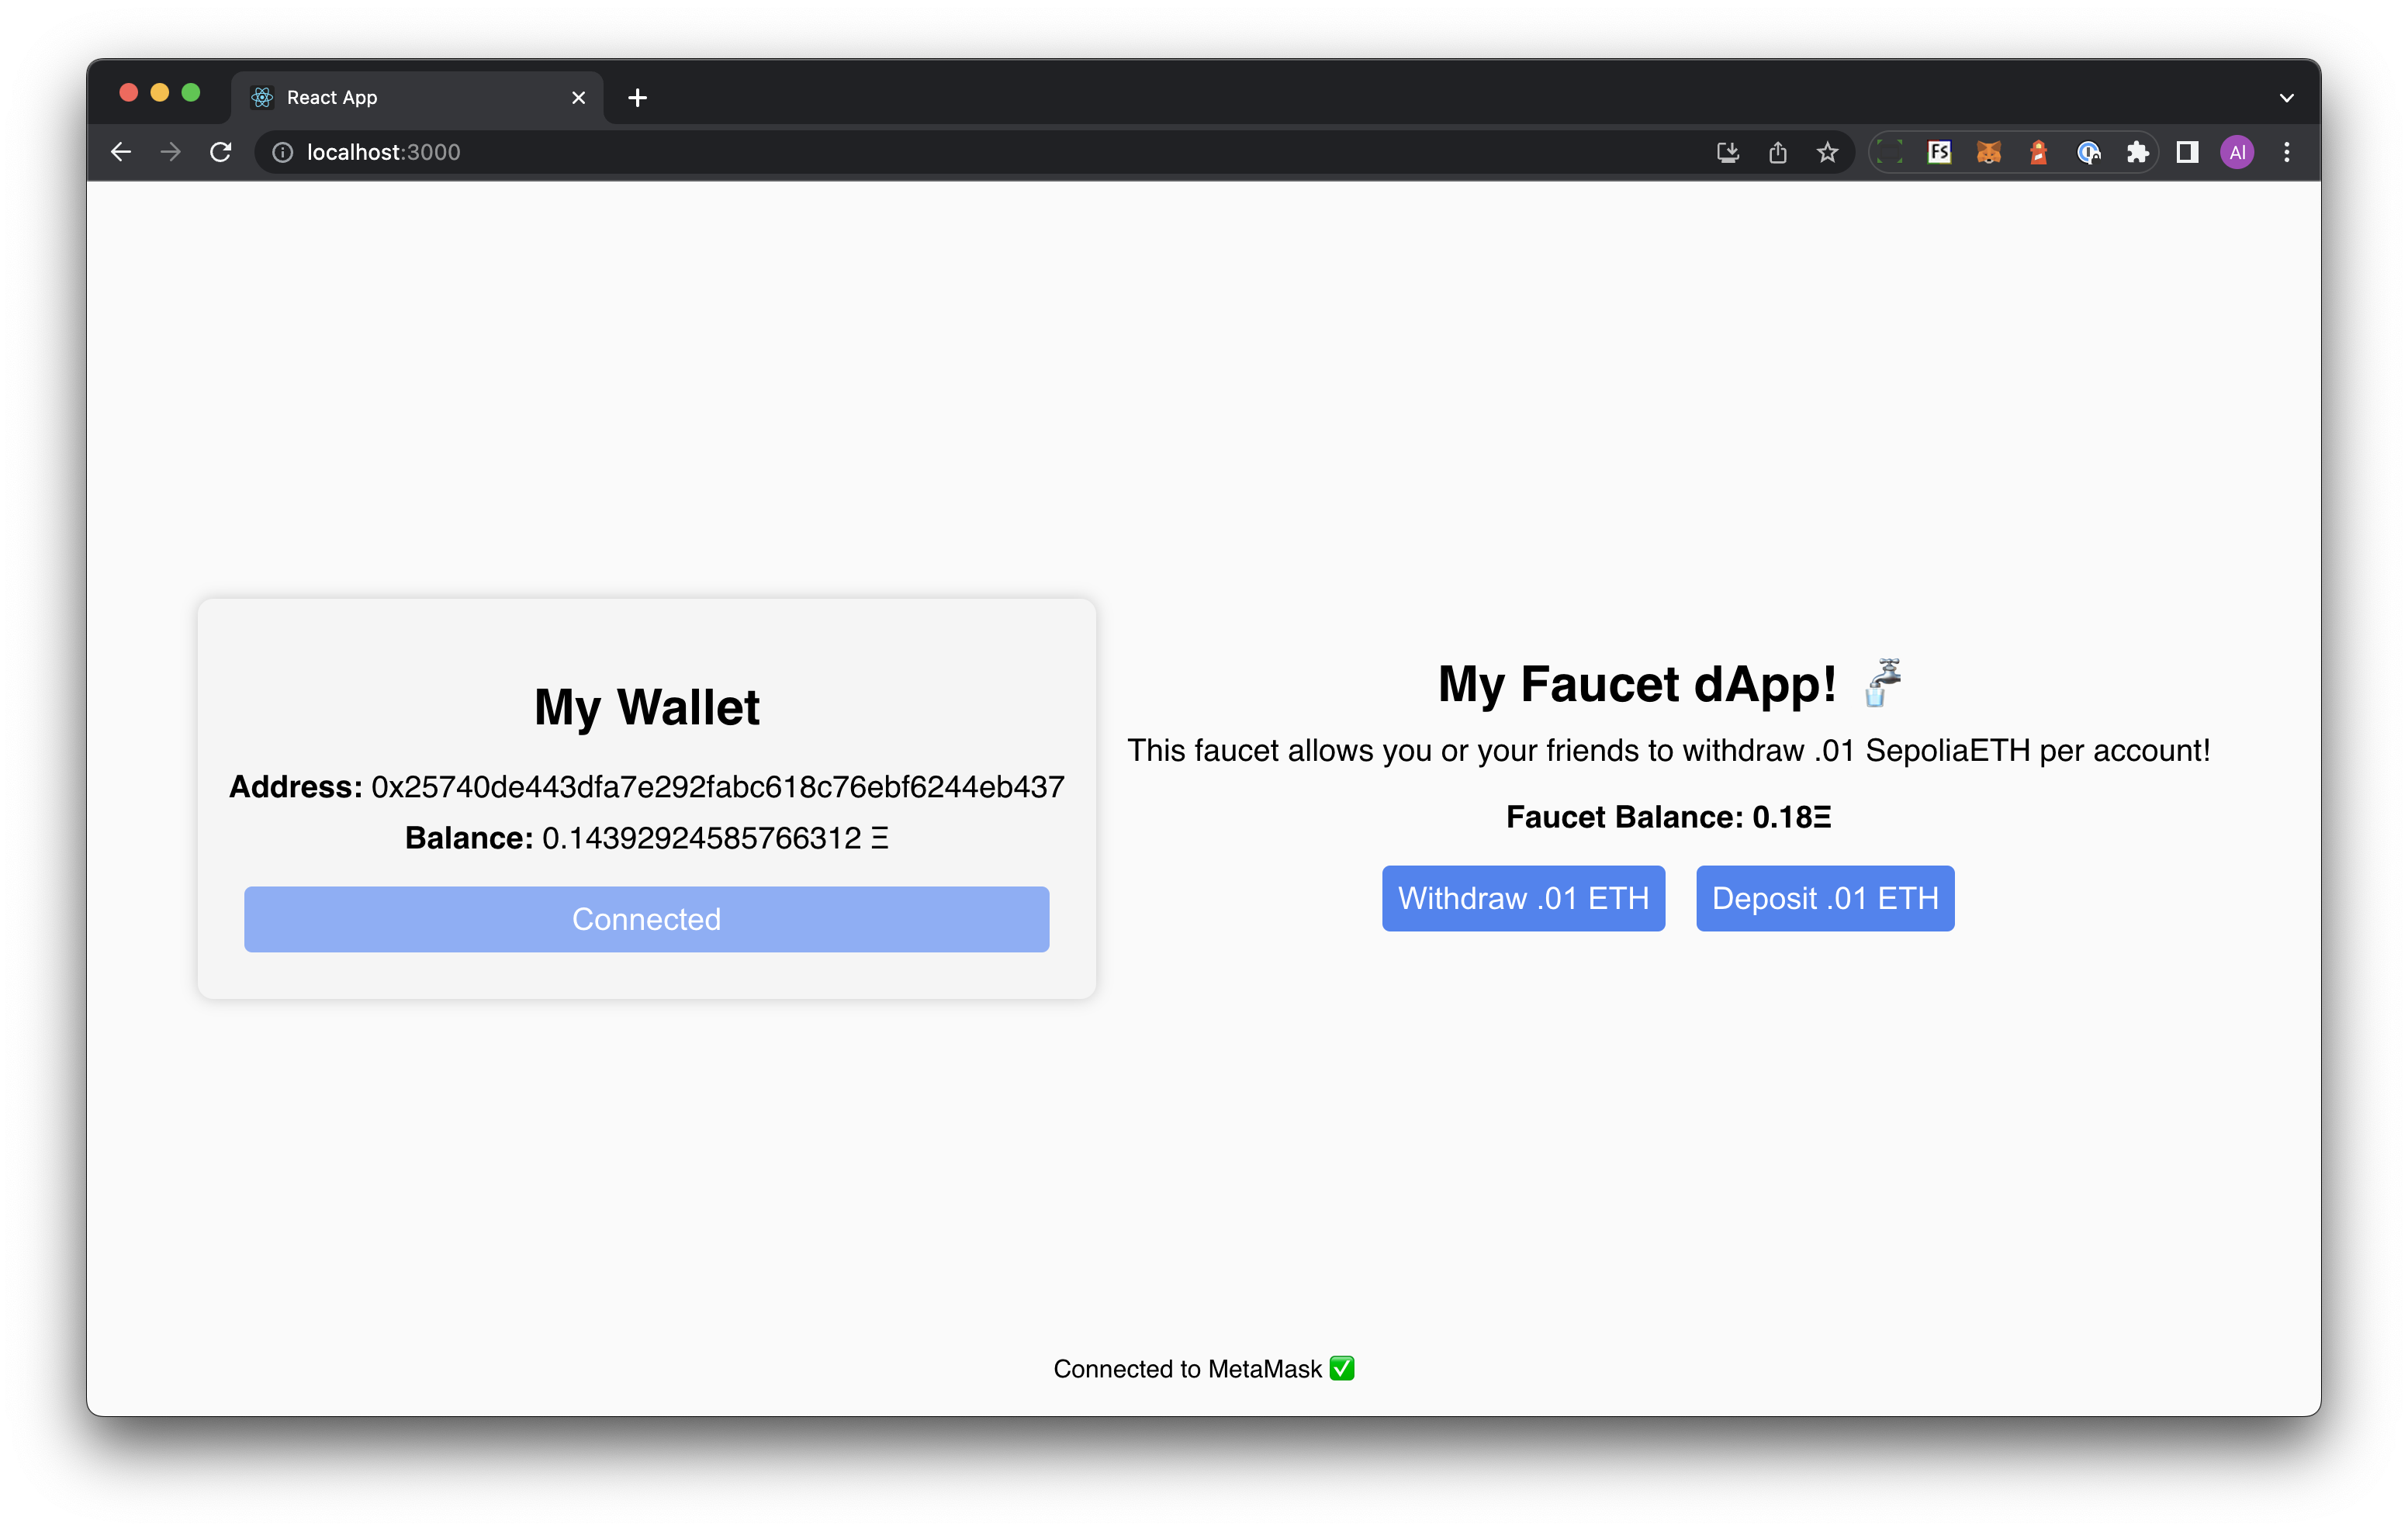 React App
localhost:3000
FS
AI
My Wallet
Address: 0x25740de443dfa7e292fabc618c76ebf6244eb437
Balance: 0.14392924585766312 Ξ
Connected
My Faucet dApp! 🚰
This faucet allows you or your friends to withdraw .01 SepoliaETH per account!
Faucet Balance: 0.18Ξ
Withdraw .01 ETH
Deposit .01 ETH
Connected to MetaMask ✅